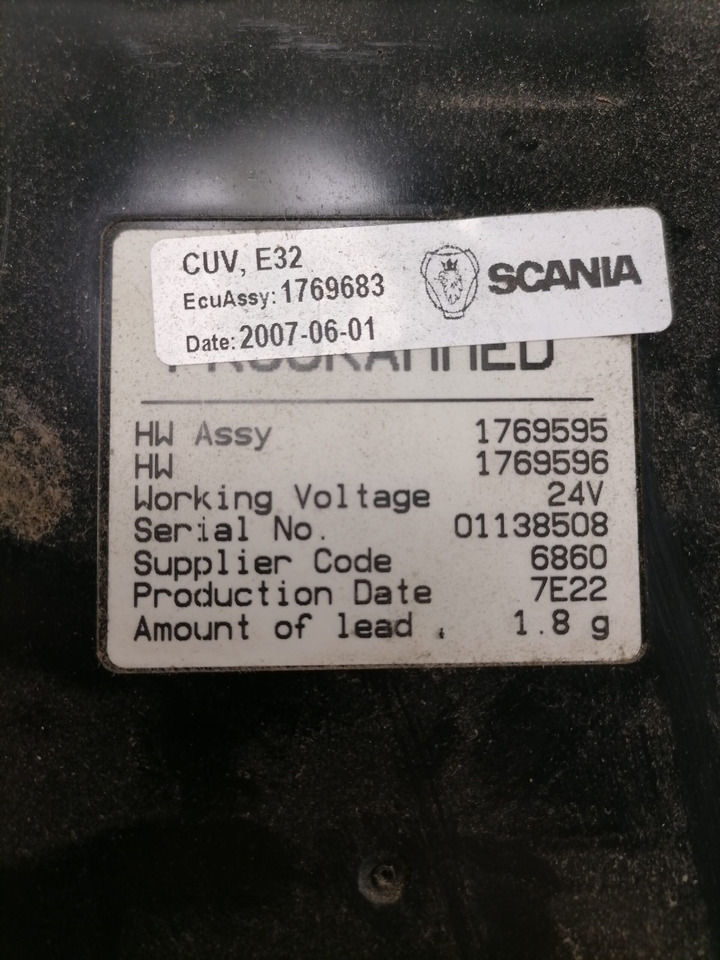 CUV, E32
EcuAssy: 1769683
Date: 2007-06-01
SCANIA
HW Assy 1769595
HW 1769596
Working Voltage 24V
Serial No. 01138508
Supplier Code 6860
Production Date 7E22
Amount of lead . 1.8 g